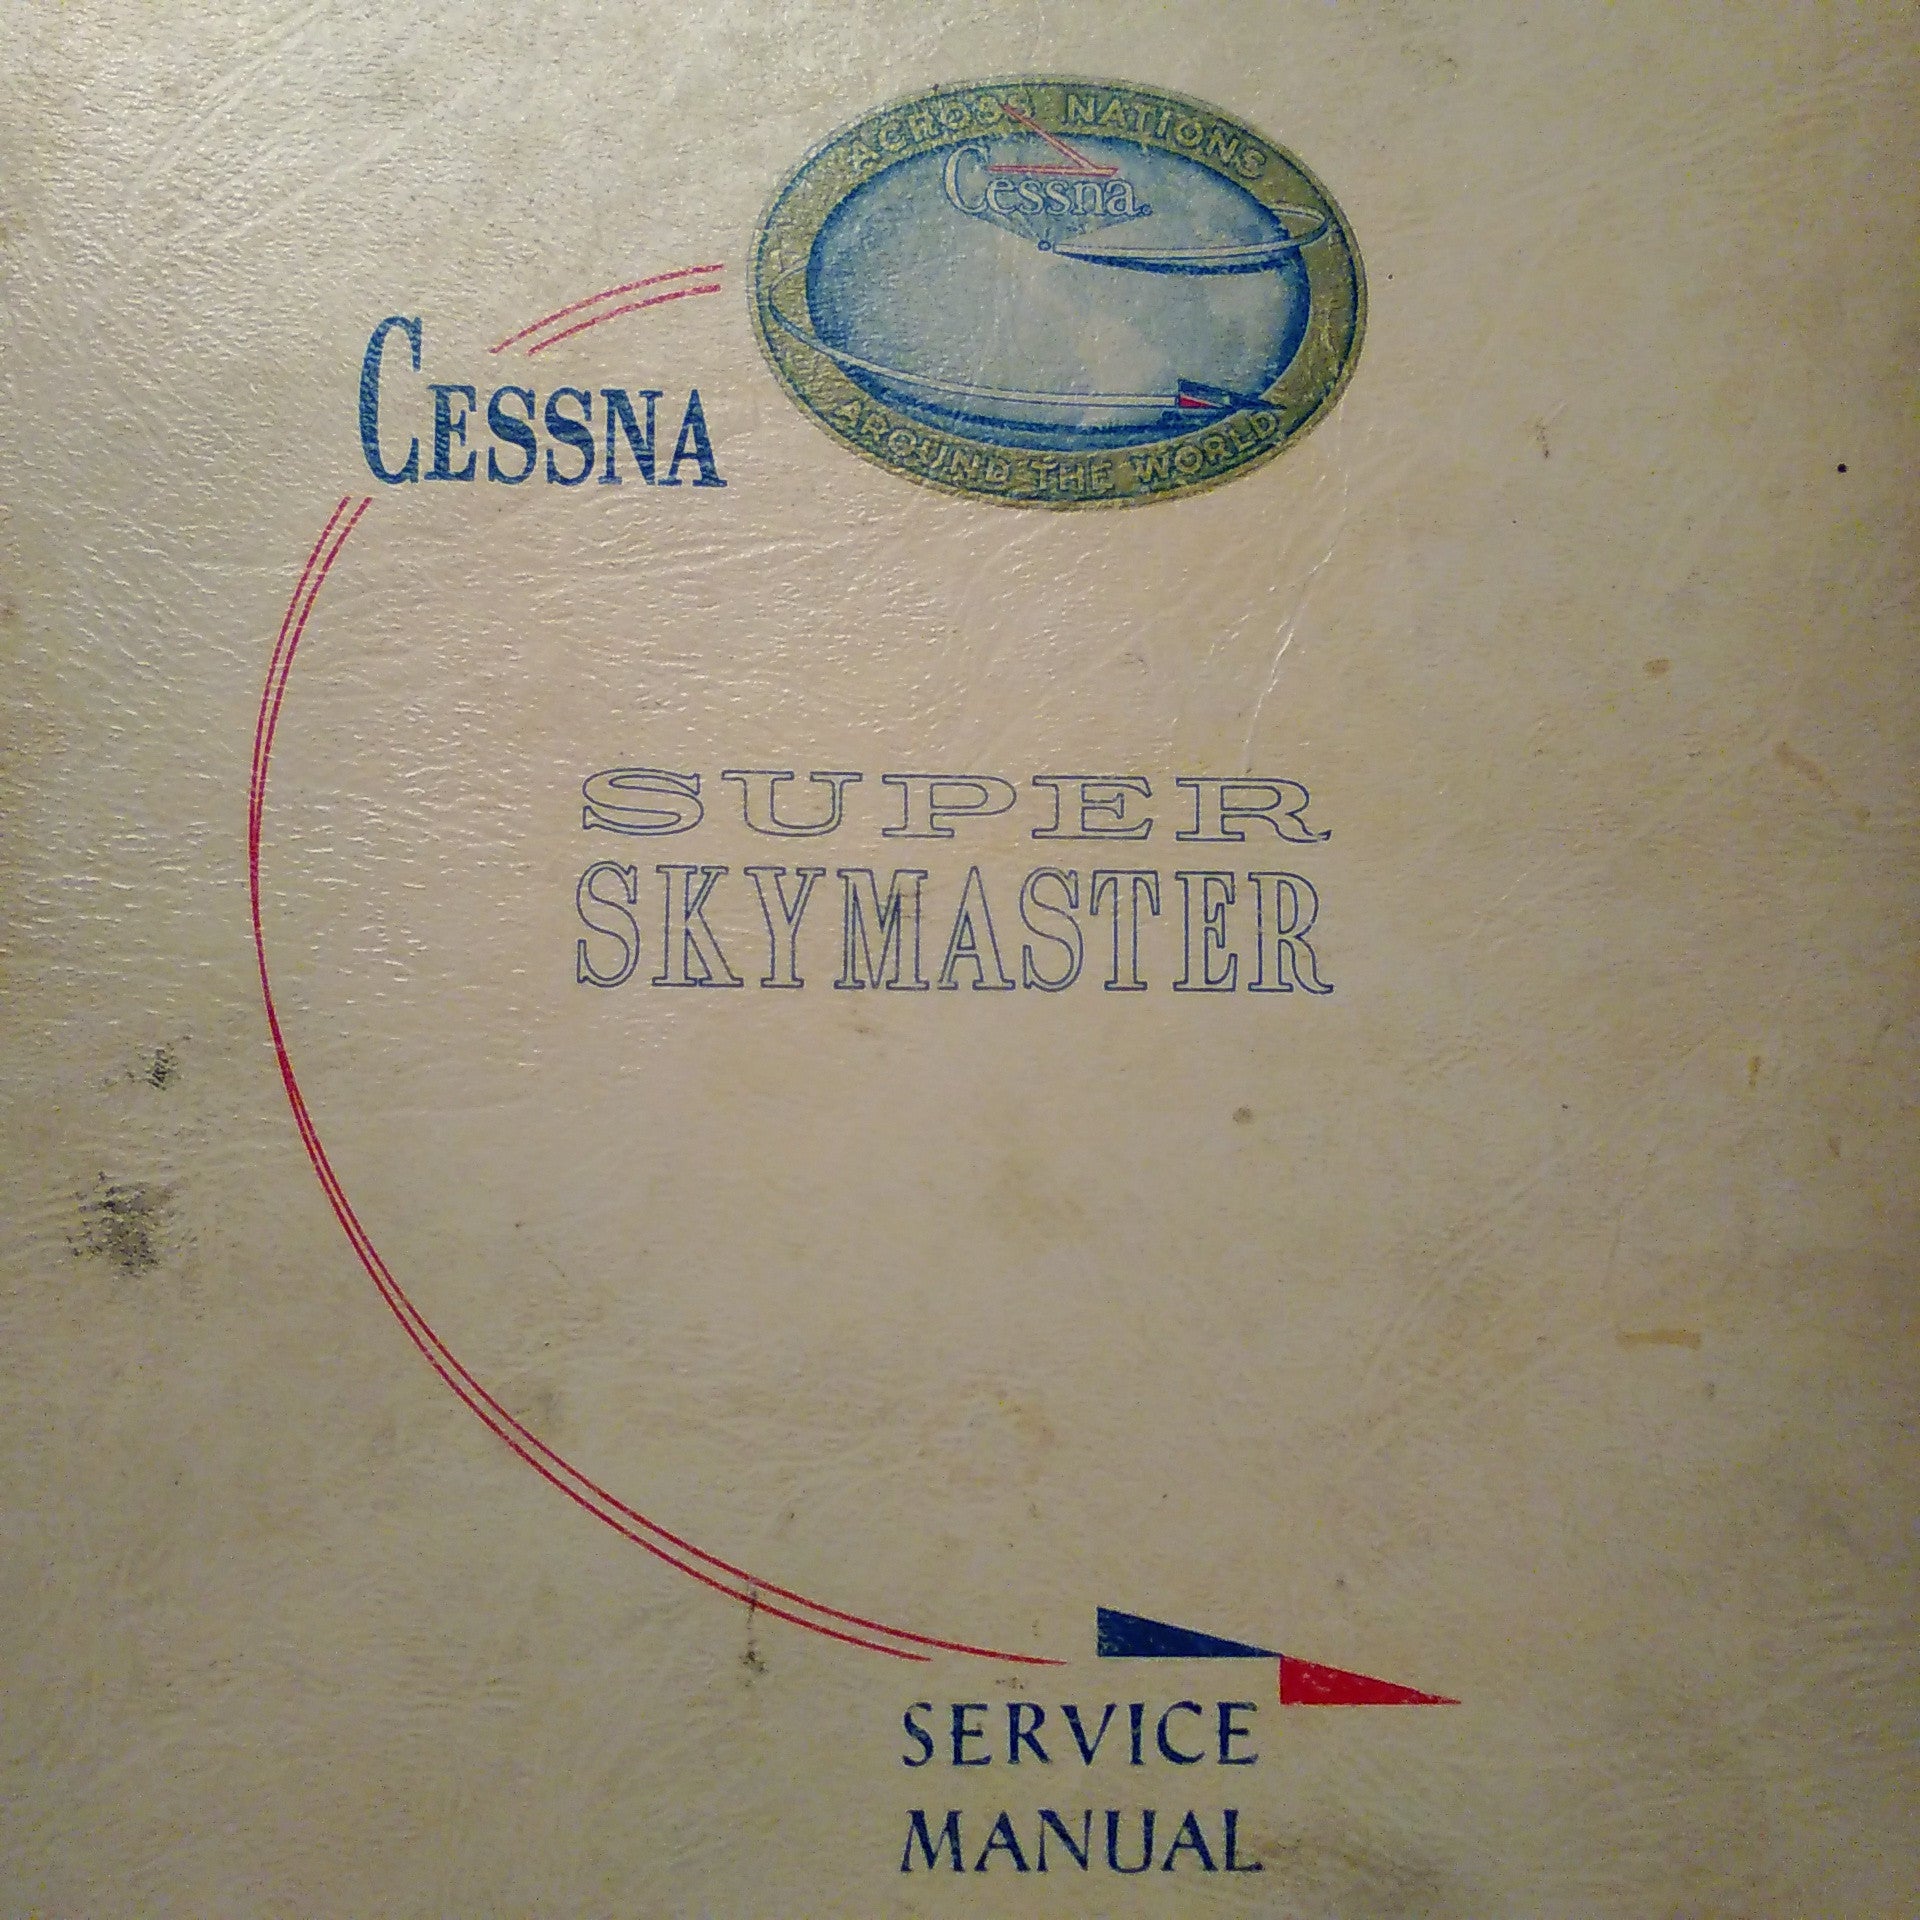 ACROSS NATIONS
Cessna.
AROUND THE WORLD
CESSNA
SUPER
SKYMASTER
SERVICE
MANUAL